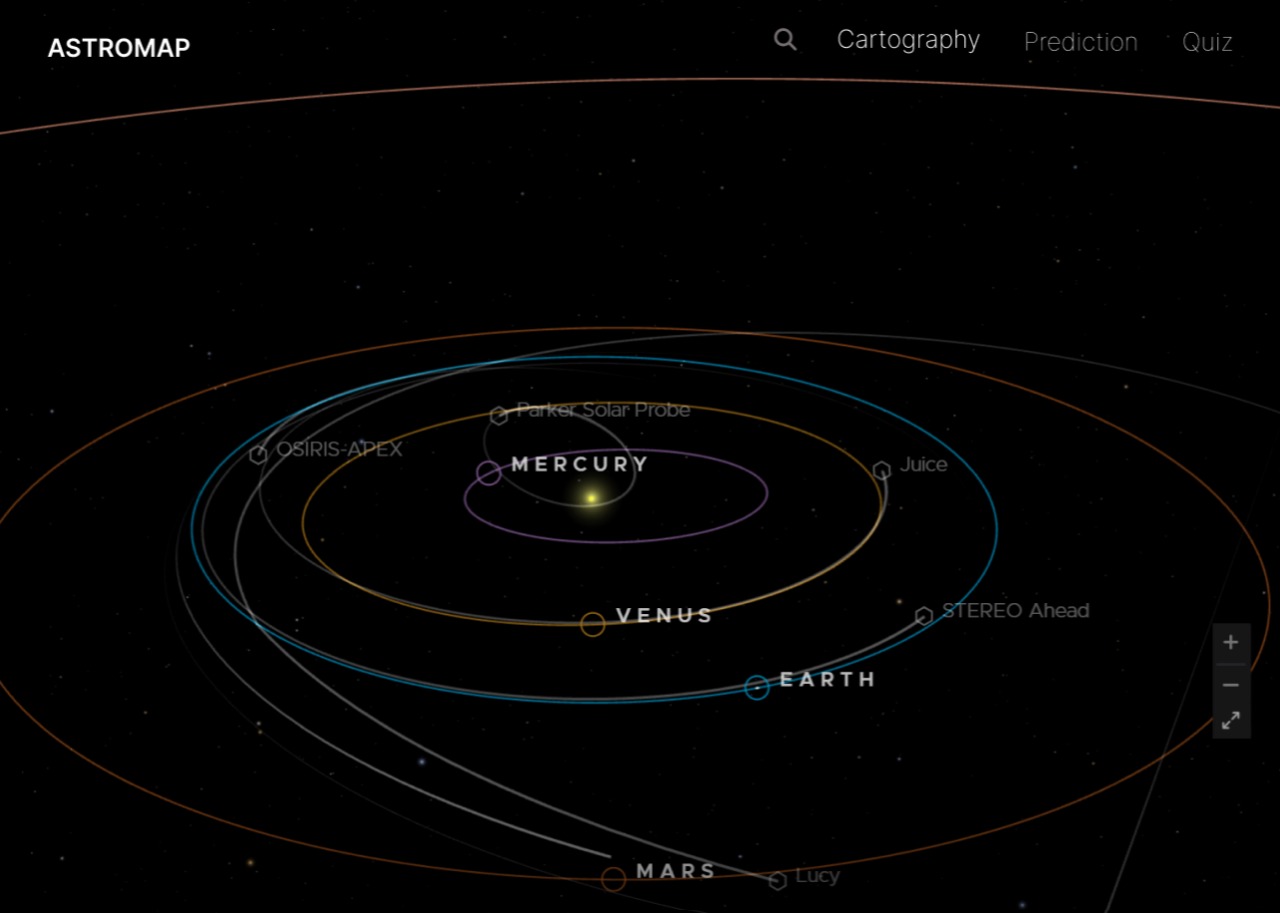 ASTROMAP
Cartography
Prediction
Quiz
Parker Solar Probe
OSIRIS-APEX
MERCURY
Juice
VENUS
STEREO Ahead
EARTH
MARS
Lucy